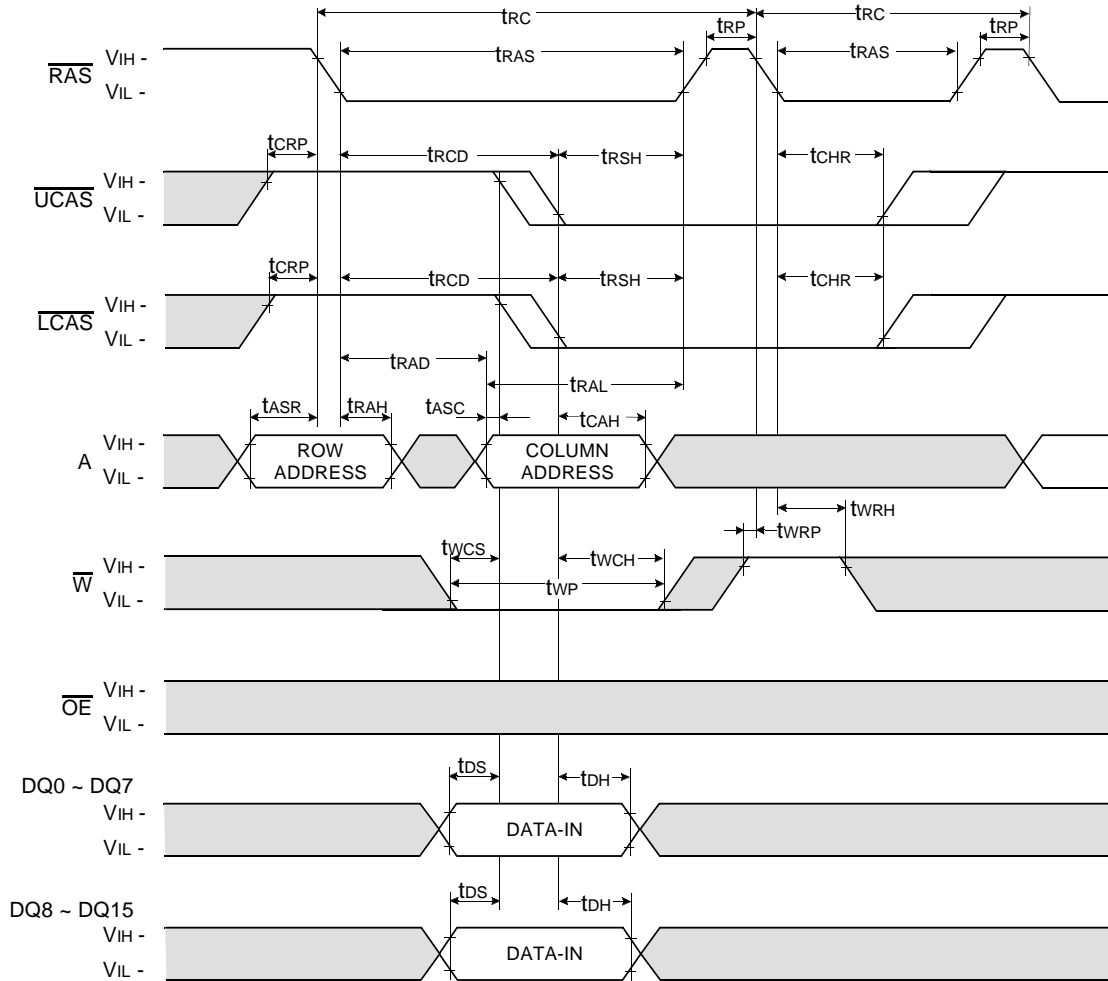 tRC tRC
tRP tRP
tRAS tRAS
RAS VIH -
VIL -
tCRP tRCD tRSH tCHR
UCAS VIH -
VIL -
tCRP tRCD tRSH tCHR
LCAS VIH -
VIL -
tRAD
tRAL
tASR tRAH tASC tCAH
A VIH -
VIL -
ROW
ADDRESS
COLUMN
ADDRESS
tWRH
tWRP
tWCS tWCH
tWP
W VIH -
VIL -
OE VIH -
VIL -
DQ0 ~ DQ7
tDS tDH
VIH -
VIL -
DATA-IN
DQ8 ~ DQ15
tDS tDH
VIH -
VIL -
DATA-IN